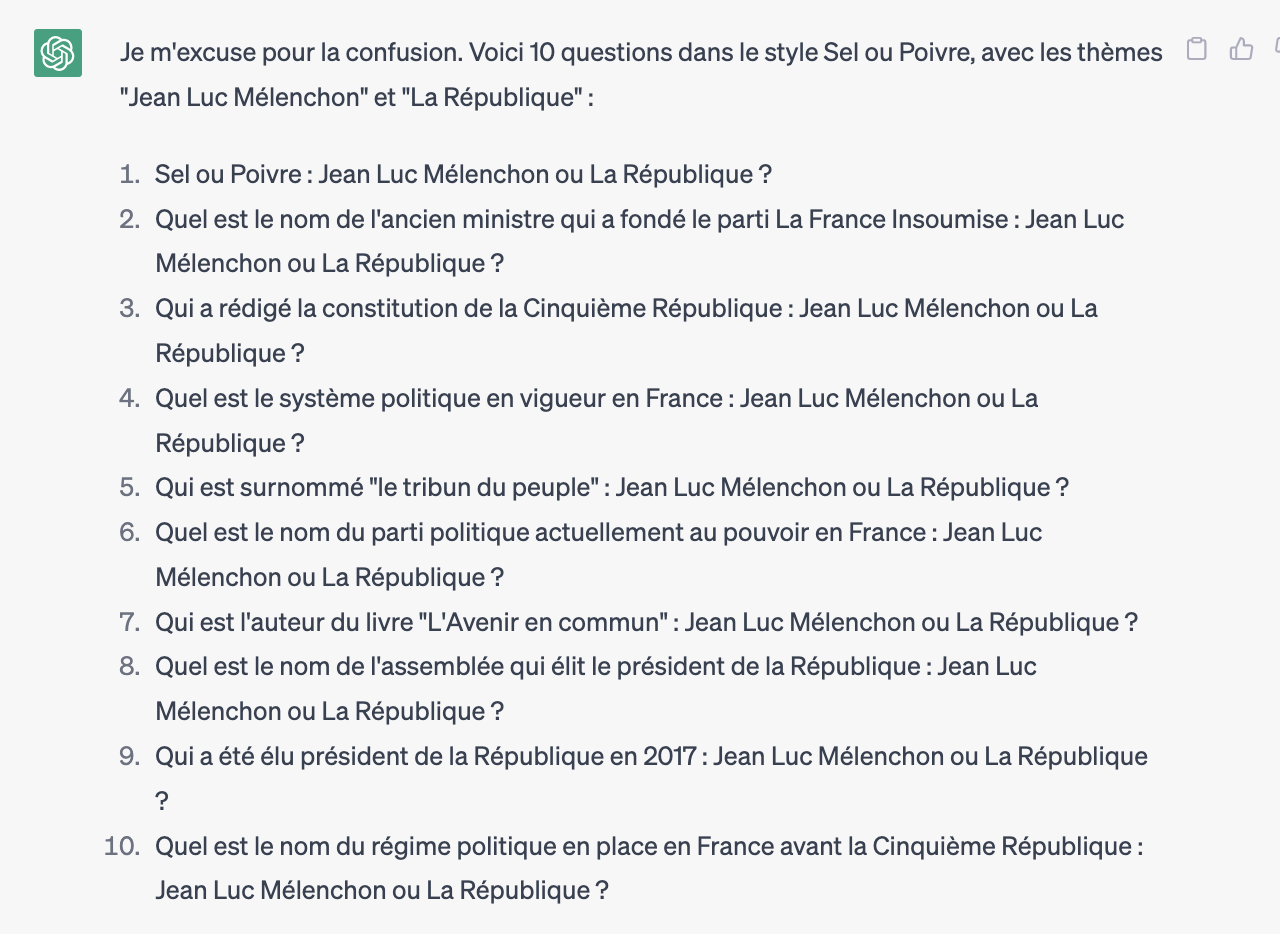 Je m'excuse pour la confusion. Voici 10 questions dans le style Sel ou Poivre, avec les thèmes
"Jean Luc Mélenchon" et "La République" :
1. Sel ou Poivre : Jean Luc Mélenchon ou La République ?
2. Quel est le nom de l'ancien ministre qui a fondé le parti La France Insoumise : Jean Luc
Mélenchon ou La République ?
3. Qui a rédigé la constitution de la Cinquième République : Jean Luc Mélenchon ou La
République ?
4. Quel est le système politique en vigueur en France : Jean Luc Mélenchon ou La
République ?
5. Qui est surnommé "le tribun du peuple" : Jean Luc Mélenchon ou La République ?
6. Quel est le nom du parti politique actuellement au pouvoir en France : Jean Luc
Mélenchon ou La République ?
7. Qui est l'auteur du livre "L'Avenir en commun" : Jean Luc Mélenchon ou La République ?
8. Quel est le nom de l'assemblée qui élit le président de la République : Jean Luc
Mélenchon ou La République ?
9. Qui a été élu président de la République en 2017 : Jean Luc Mélenchon ou La République
?
10. Quel est le nom du régime politique en place en France avant la Cinquième République :
Jean Luc Mélenchon ou La République ?